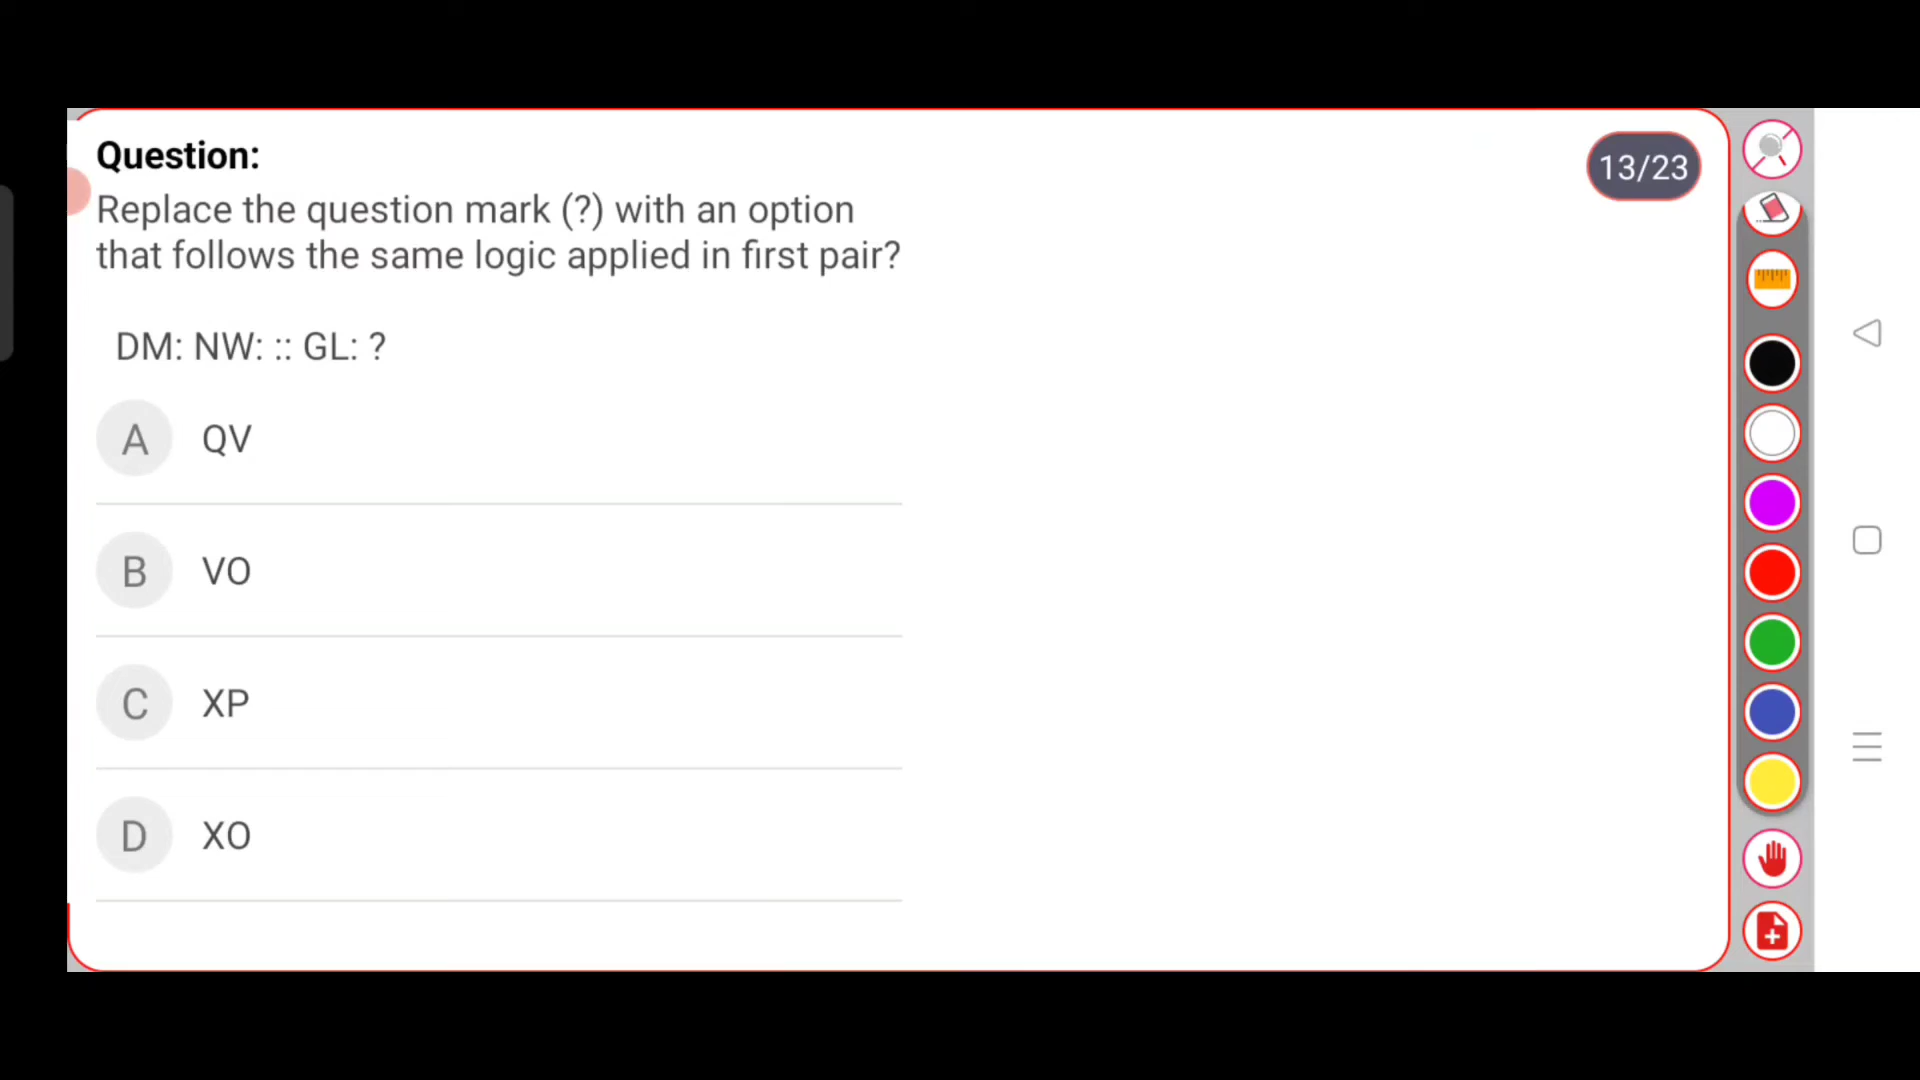 Question:
13/23
Replace the question mark (?) with an option
that follows the same logic applied in first pair?
DM: NW: :: GL: ?
A QV
B VO
C XP
D XO